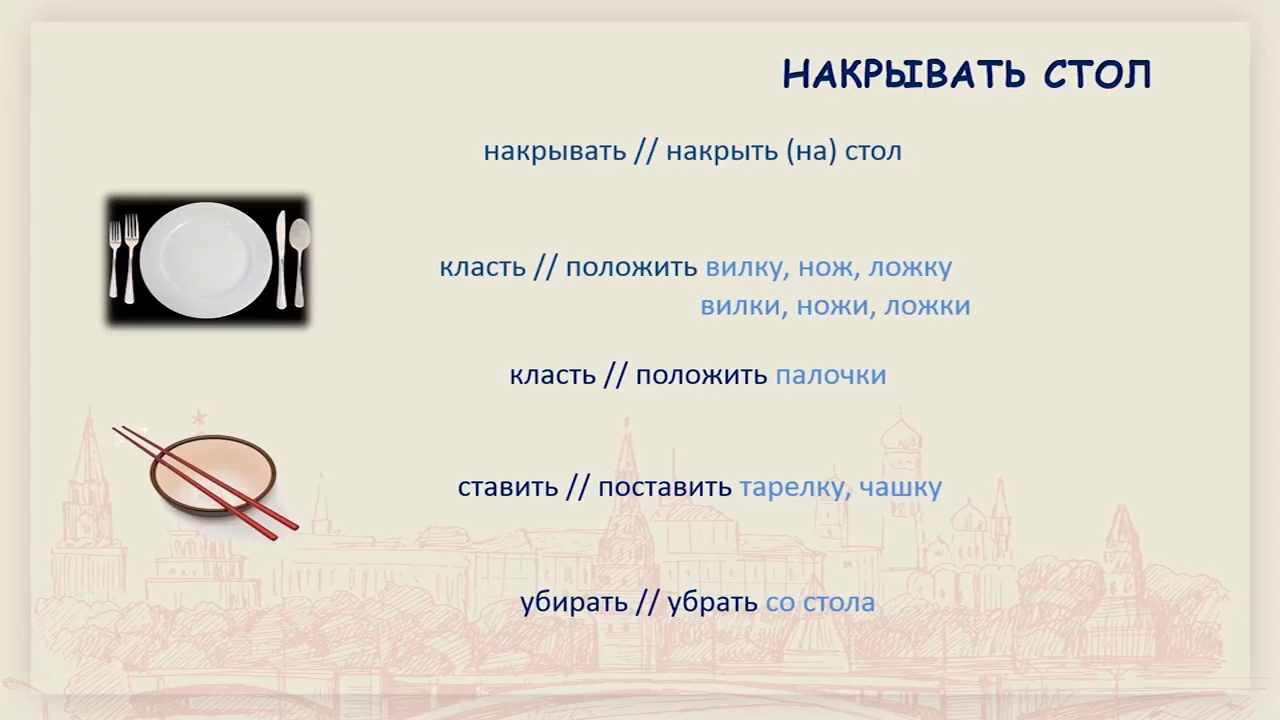 НАКРЫВАТЬ СТОЛ
накрывать // накрыть (на) стол
класть // положить вилку, нож, ложку
вилки, ножи, ложки
класть // положить палочки
ставить // поставить тарелку, чашку
убирать // убрать со стола